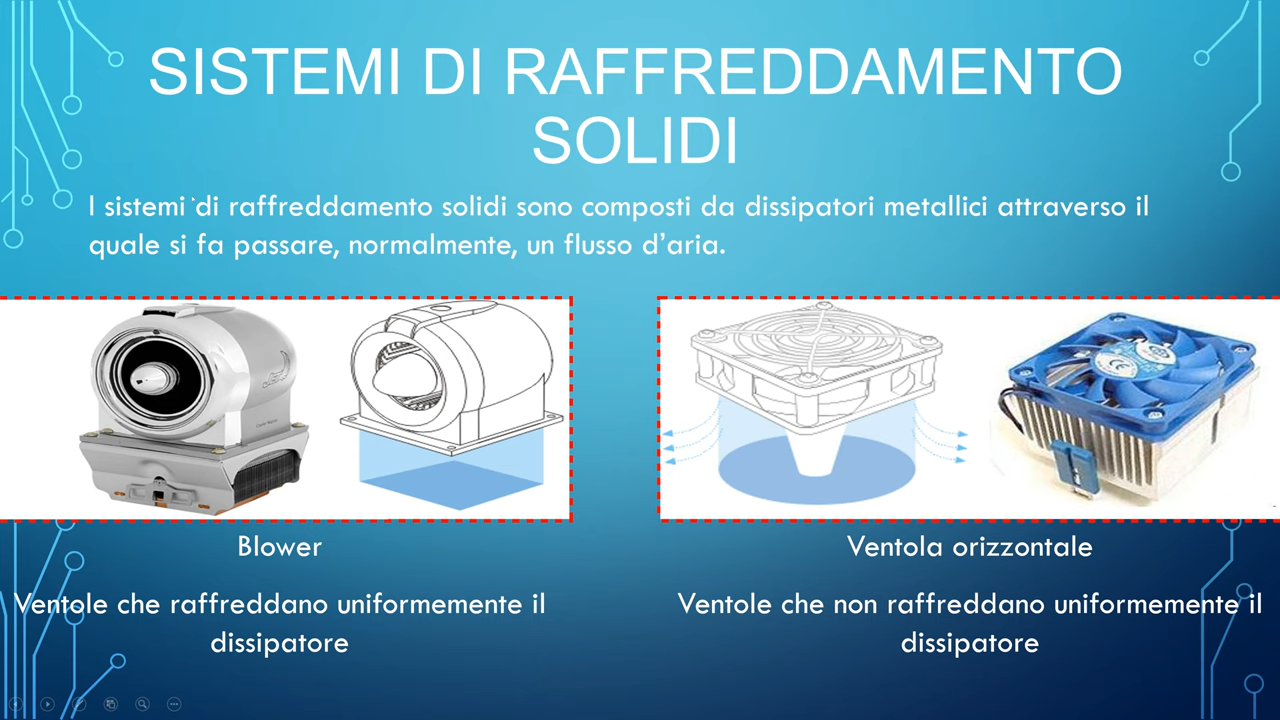 SISTEMI DI RAFFREDDAMENTO
SOLIDI
I sistemi di raffreddamento solidi sono composti da dissipatori metallici attraverso il
quale si fa passare, normalmente, un flusso d'aria.
Blower
Ventola orizzontale
Ventole che raffreddano uniformemente il
dissipatore
Ventole che non raffreddano uniformemente il
dissipatore